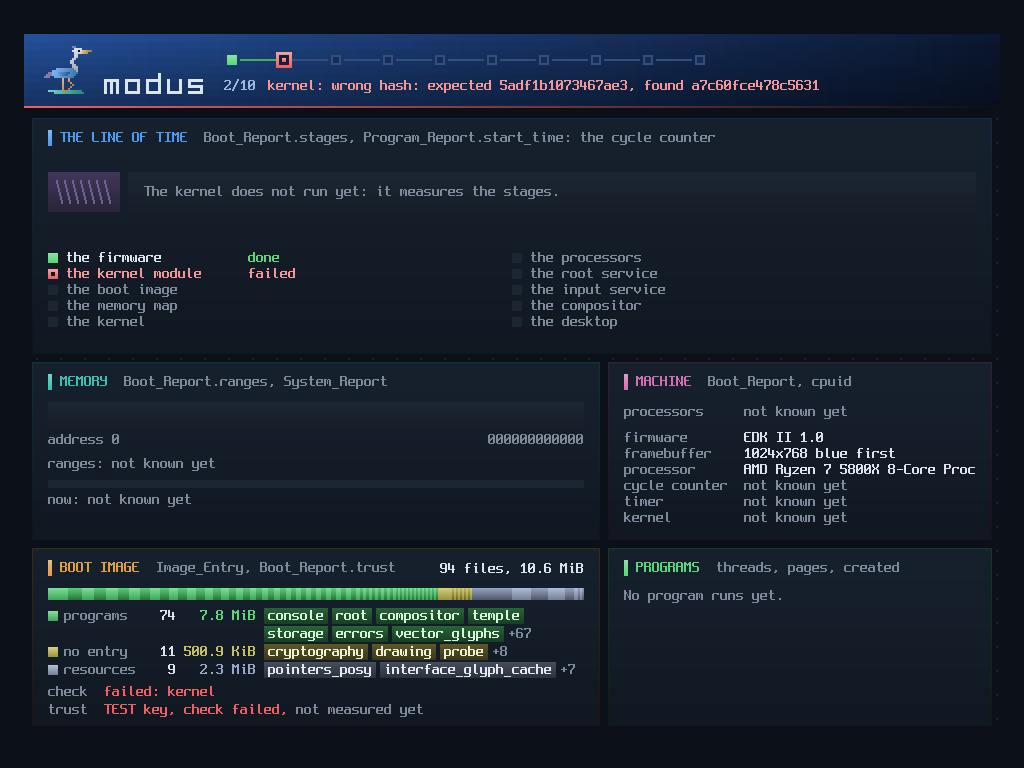 modus
2/10 kernel: wrong hash: expected 5adf1b1073467ae3, found a7c60fce478c5631
THE LINE OF TIME Boot_Report.stages, Program_Report.start_time: the cycle counter
The kernel does not run yet: it measures the stages.
the firmware done
the kernel module failed
the boot image
the memory map
the kernel
the processors
the root service
the input service
the compositor
the desktop
MEMORY Boot_Report.ranges, System_Report
address 0 000000000000
ranges: not known yet
now: not known yet
MACHINE Boot_Report, cpuid
processors not known yet
firmware EDK II 1.0
framebuffer 1024x768 blue first
processor AMD Ryzen 7 5800X 8-Core Proc
cycle counter not known yet
timer not known yet
kernel not known yet
BOOT IMAGE Image_Entry, Boot_Report.trust 94 files, 10.6 MiB
programs 74 7.8 MiB console root compositor temple
storage errors vector_glyphs +67
no entry 11 500.9 KiB cryptography drawing probe +8
resources 9 2.3 MiB pointers_posy interface_glyph_cache +7
check failed: kernel
trust TEST key, check failed, not measured yet
PROGRAMS threads, pages, created
No program runs yet.